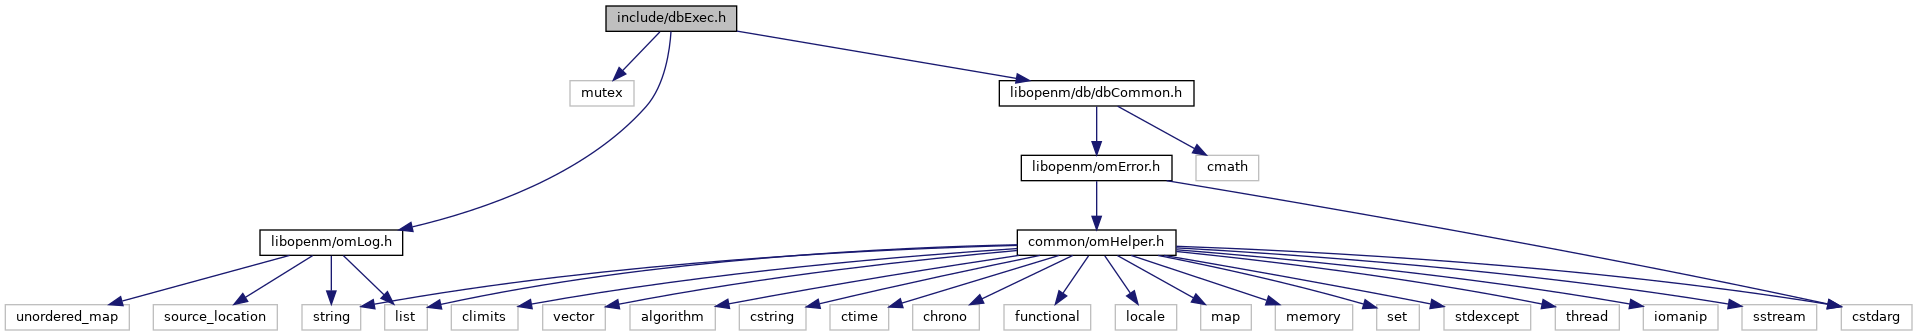 include/dbExec.h
mutex
libopenm/db/dbCommon.h
libopenm/omError.h
cmath
libopenm/omLog.h
common/omHelper.h
unordered_map
source_location
string
list
climits
vector
algorithm
cstring
ctime
chrono
functional
locale
map
memory
set
stdexcept
thread
iomanip
sstream
cstdarg